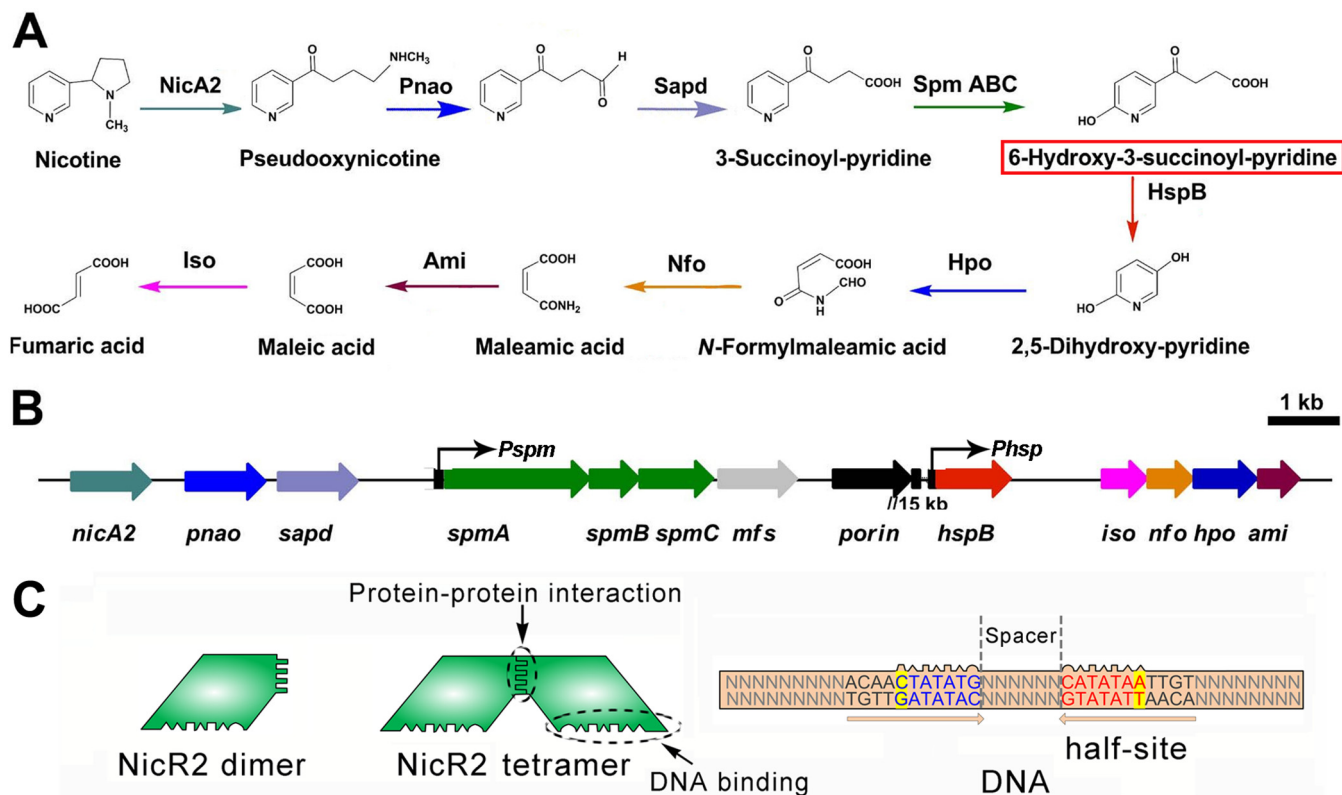 A
NicA2
Pnao
Sapd
Spm ABC
O
NHCH₃
N
N
CH₃
O
H
O
N
O
COOH
N
O
COOH
HO
N
Nicotine
Pseudooxynicotine
3-Succinoyl-pyridine
6-Hydroxy-3-succinoyl-pyridine
HspB
Iso
Ami
Nfo
Hpo
COOH
HOOC
COOH
COOH
COOH
CONH₂
COOH
O
N
H
CHO
OH
HO
N
Fumaric acid
Maleic acid
Maleamic acid
N-Formylmaleamic acid
2,5-Dihydroxy-pyridine
B
1 kb
Pspm
Phsp
//15 kb
nicA2
pnao
sapd
spmA
spmB
spmC
mfs
porin
hspB
iso
nfo
hpo
ami
C
Protein-protein interaction
NicR2 dimer
NicR2 tetramer
DNA binding
Spacer
NNNNNNNNNACAACTATATGNNNNNNCATATAATTGTNNNNNNNN
NNNNNNNNNTGTTGATATACNNNNNNGTATATTAACANNNNNNNN
half-site
DNA